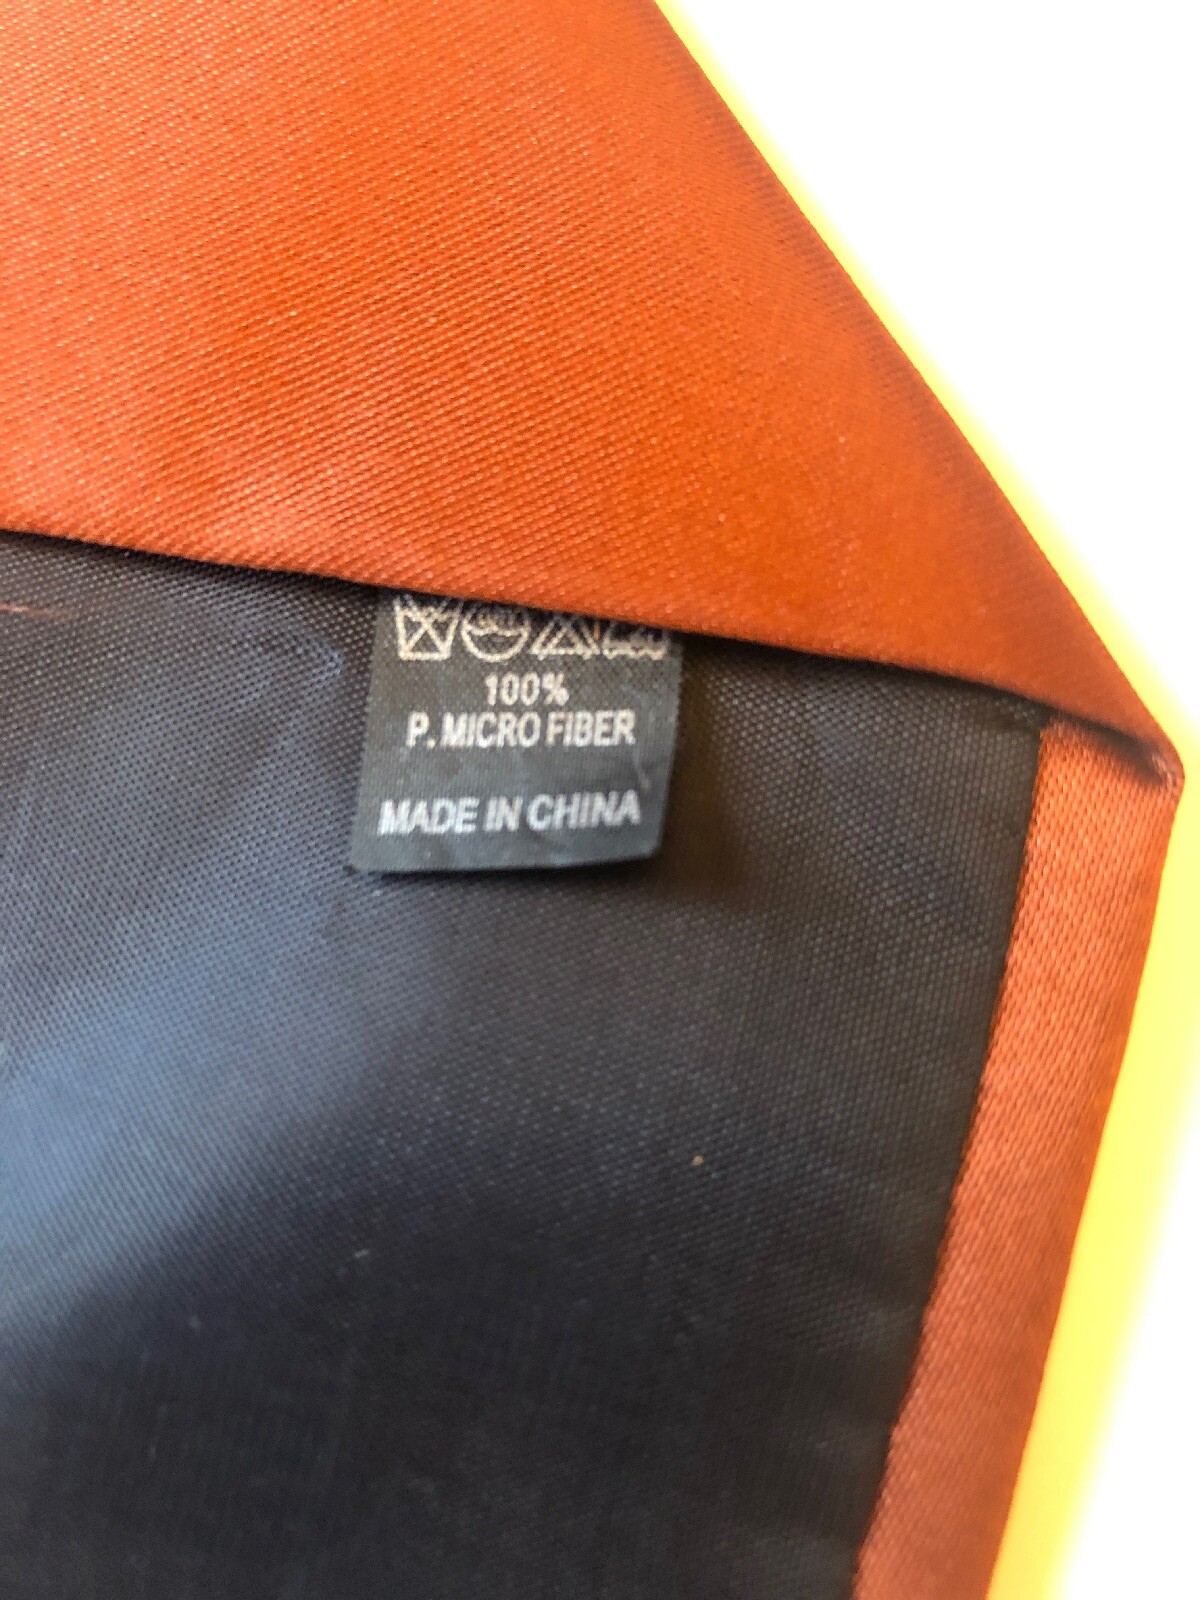 100%
P. MICRO FIBER
MADE IN CHINA